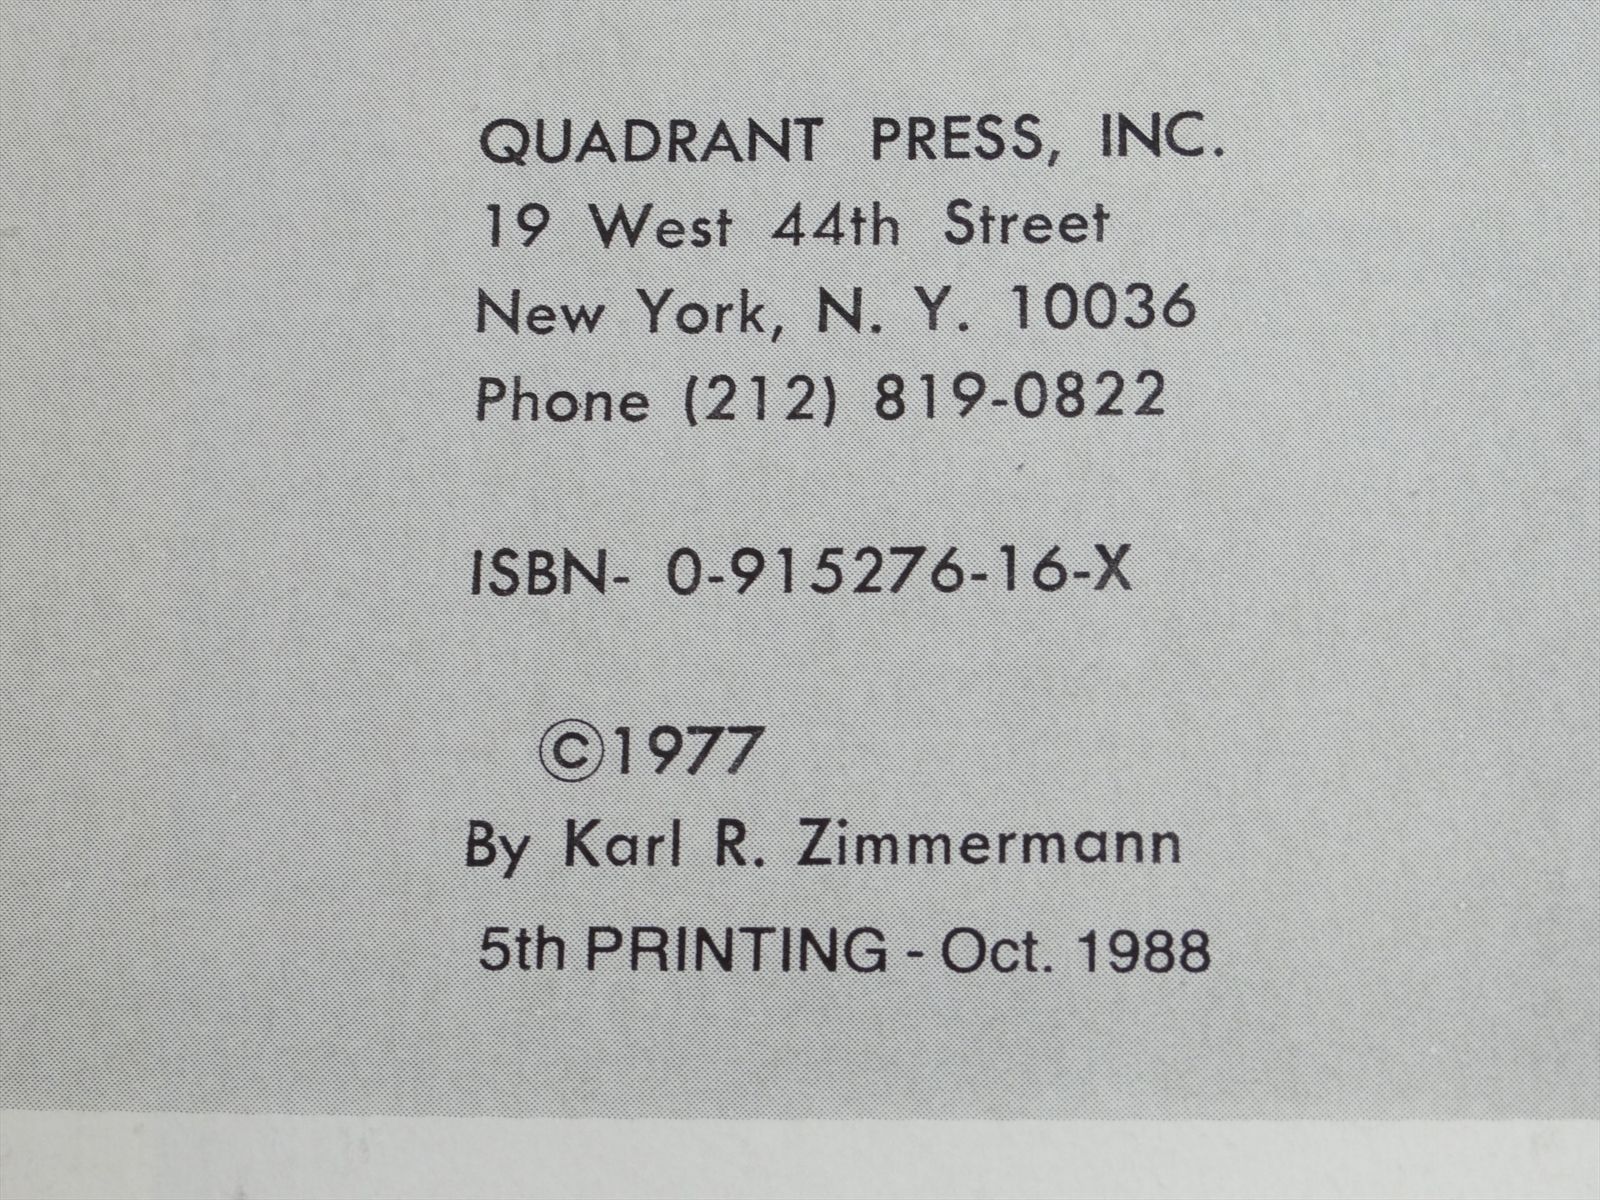 QUADRANT PRESS, INC.
19 West 44th Street
New York, N. Y. 10036
Phone (212) 819-0822
ISBN- 0-915276-16-X
©1977
By Karl R. Zimmermann
5th PRINTING - Oct. 1988